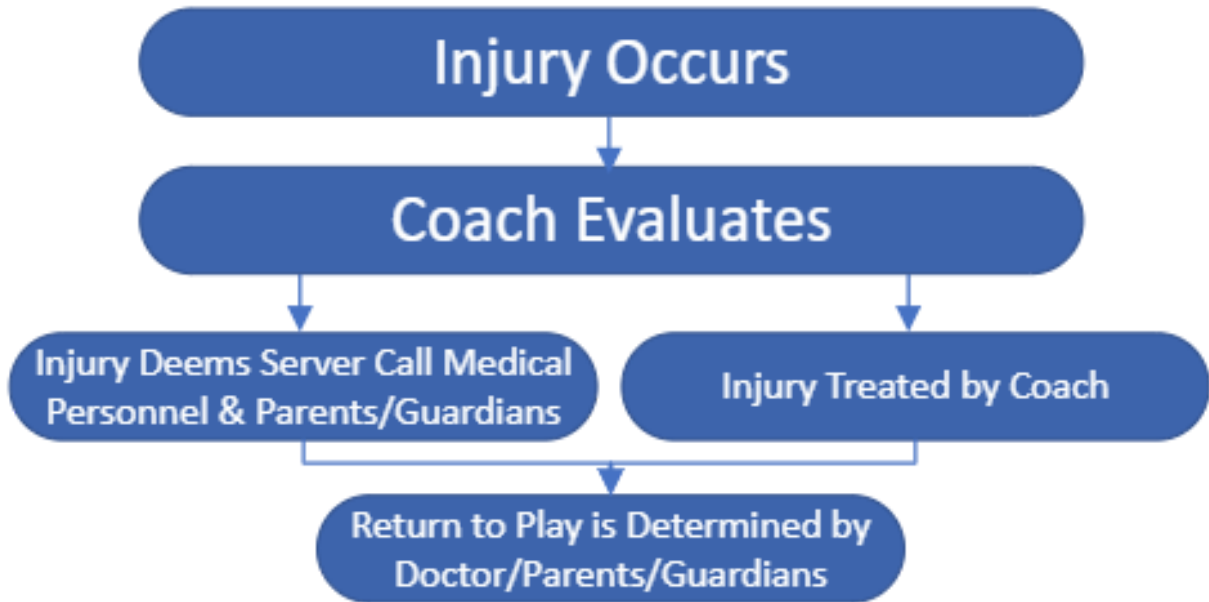 Injury Occurs
Coach Evaluates
Injury Deems Server Call Medical
Personnel & Parents/Guardians
Injury Treated by Coach
Return to Play is Determined by
Doctor/Parents/Guardians